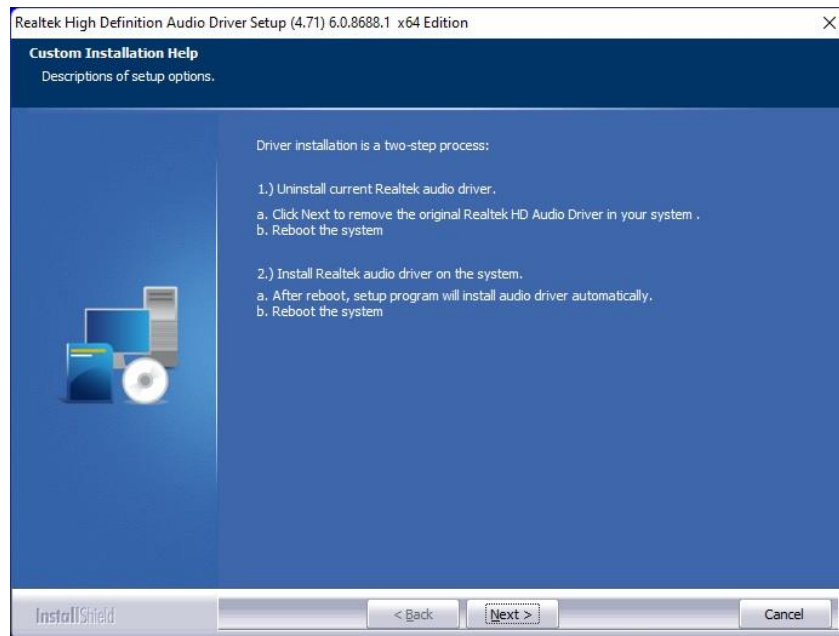 Realtek High Definition Audio Driver Setup (4.71) 6.0.8688.1 x64 Edition
Custom Installation Help
Descriptions of setup options.
Driver installation is a two-step process:
1.) Uninstall current Realtek audio driver.
a. Click Next to remove the original Realtek HD Audio Driver in your system .
b. Reboot the system
2.) Install Realtek audio driver on the system.
a. After reboot, setup program will install audio driver automatically.
b. Reboot the system
InstallShield
< Back
Next >
Cancel